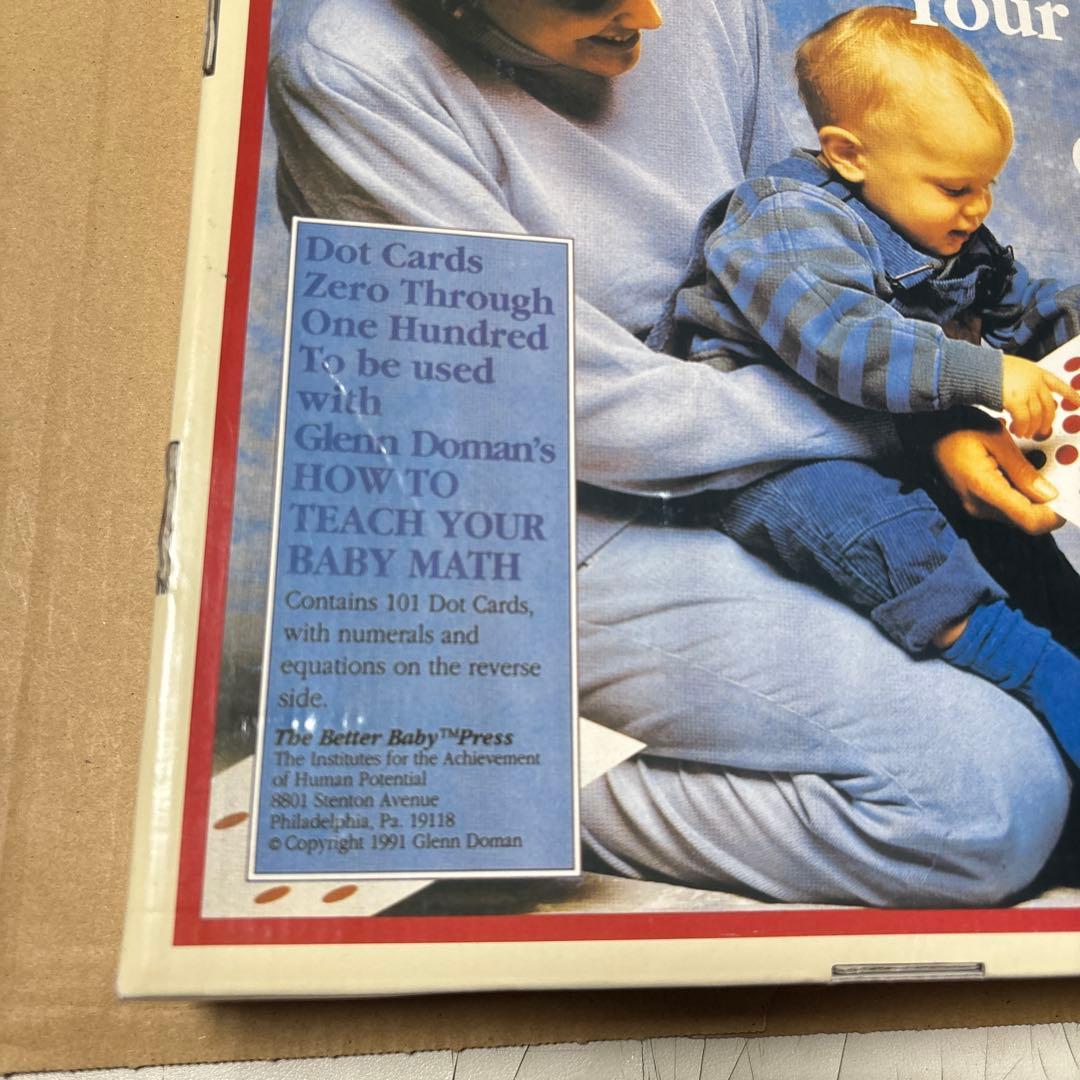 Your
Dot Cards
Zero Through
One Hundred
To be used
with
Glenn Doman's
HOW TO
TEACH YOUR
BABY MATH
Contains 101 Dot Cards,
with numerals and
equations on the reverse
side.
The Better Baby™Press
The Institutes for the Achievement
of Human Potential
8801 Stenton Avenue
Philadelphia, Pa. 19118
© Copyright 1991 Glenn Doman